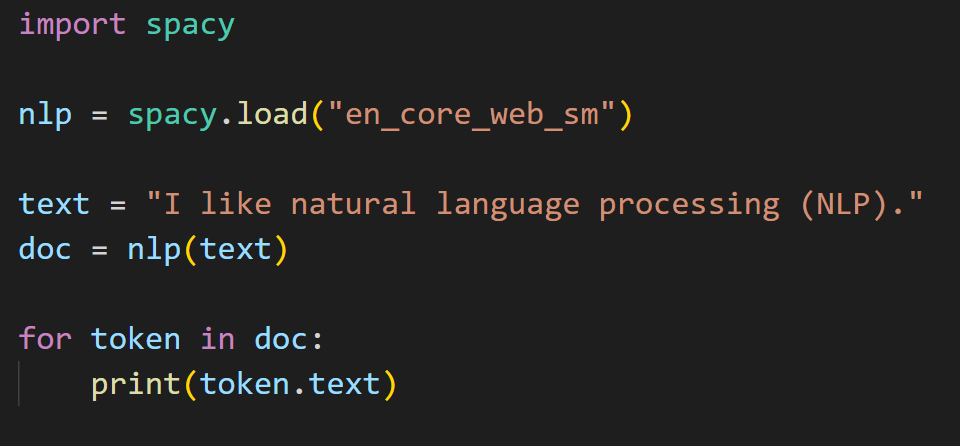 import spacy
nlp = spacy.load("en_core_web_sm")
text = "I like natural language processing (NLP)."
doc = nlp(text)
for token in doc:
    print(token.text)